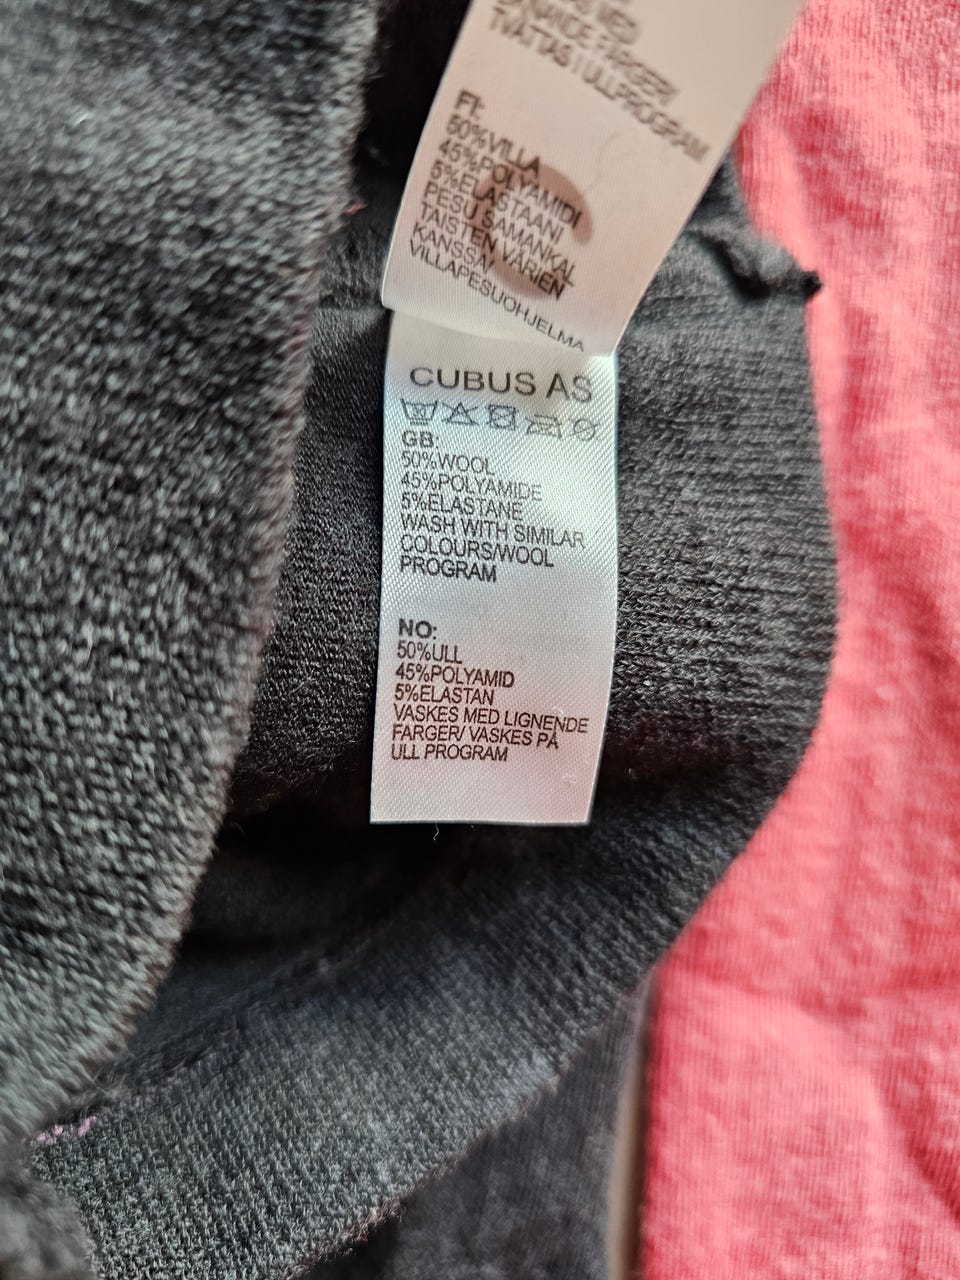 TVÄTTAS I ULLPROGRAM
FI:
50%VILLA
45%POLYAMIDI
5%ELASTAANI
PESU SAMANKAL
TAISTEN VÄRIEN
KANSSA/
VILLAPESUOHJELMA
CUBUS AS
GB:
50%WOOL
45%POLYAMIDE
5%ELASTANE
WASH WITH SIMILAR
COLOURS/WOOL
PROGRAM
NO:
50%ULL
45%POLYAMID
5%ELASTAN
VASKES MED LIGNENDE
FARGER/ VASKES PÅ
ULL PROGRAM